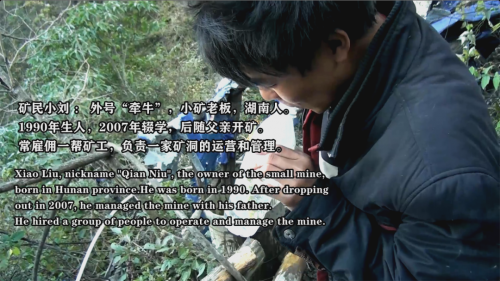 矿民小刘： 外号“牵牛”，小矿老板，湖南人。
1990年生人，2007年辍学，后随父亲开矿。
常雇佣一帮矿工，负责一家矿洞的运营和管理。
Xiao Liu, nickname "Qian Niu", the owner of the small mine,
born in Hunan province.He was born in 1990. After dropping
out in 2007, he managed the mine with his father.
He hired a group of people to operate and manage the mine.